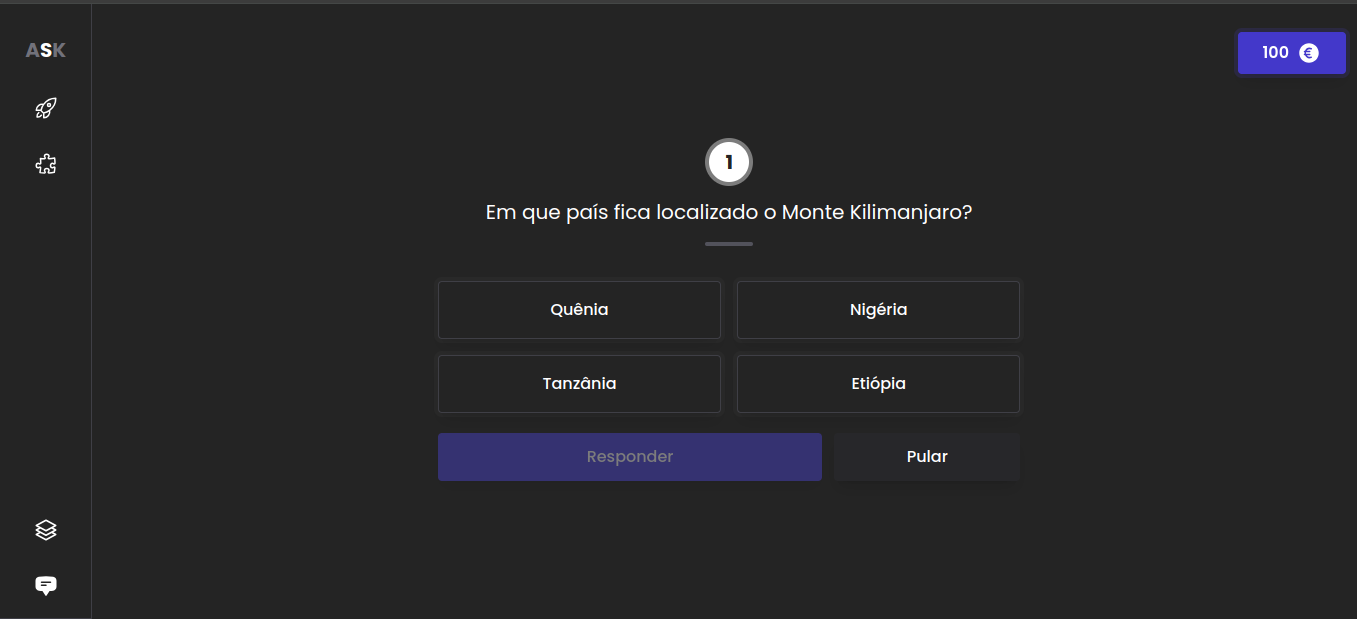 ASK
100 €
1
Em que país fica localizado o Monte Kilimanjaro?
Quênia
Nigéria
Tanzânia
Etiópia
Responder
Pular